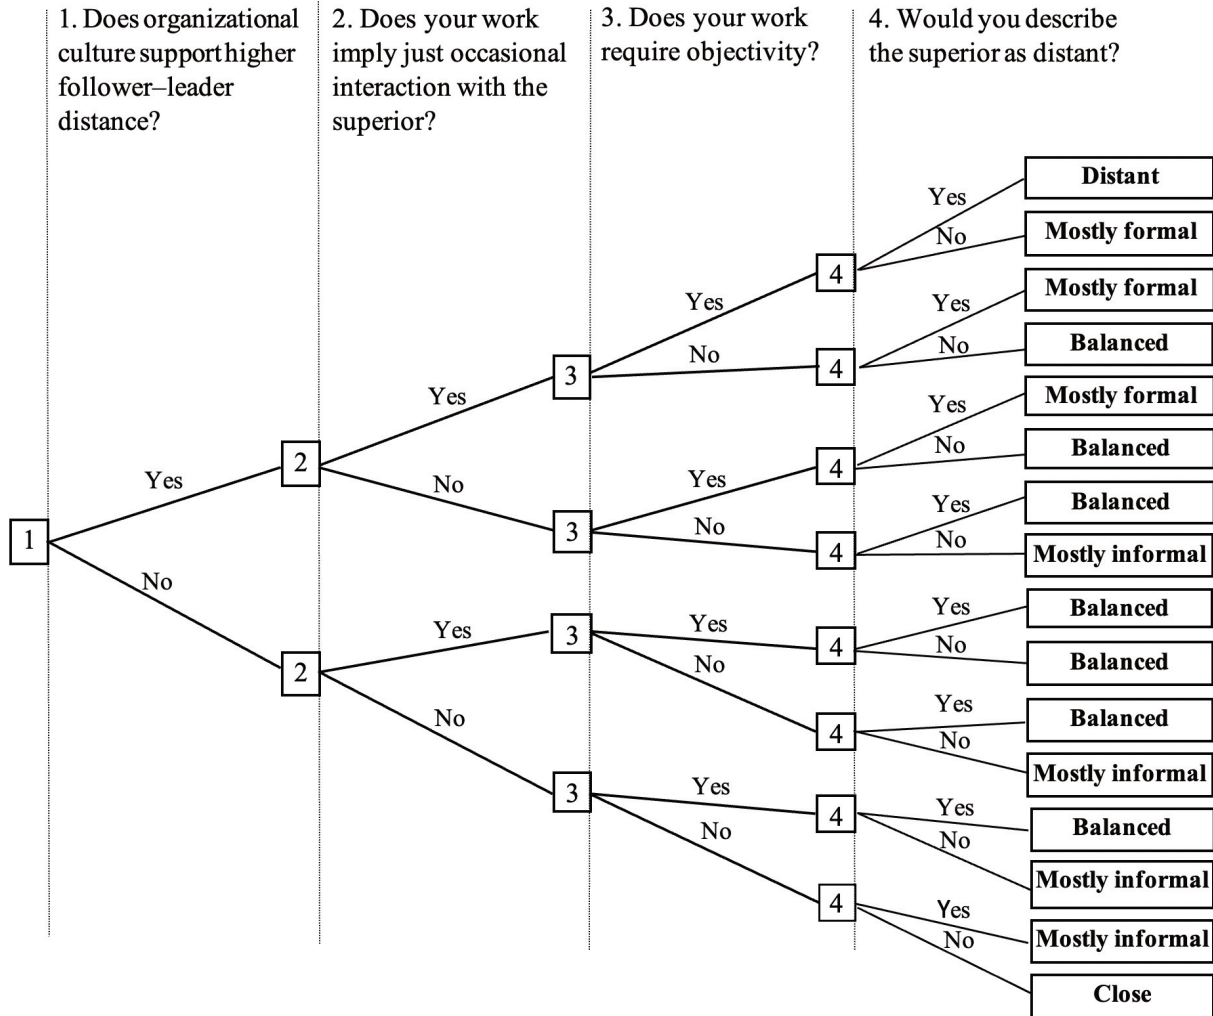 1. Does organizational
culture support higher
follower–leader
distance?
2. Does your work
imply just occasional
interaction with the
superior?
3. Does your work
require objectivity?
4. Would you describe
the superior as distant?
Distant
Yes
Mostly formal
No
4
Yes
Mostly formal
Yes
No
Balanced
No
3
4
Yes
Mostly formal
Yes
No
Balanced
4
Yes
2
No
Yes
Balanced
Yes
No
3
No
Mostly informal
1
4
No
Yes
Balanced
Yes
Yes
3
No
4
Balanced
No
2
Yes
Balanced
No
4
No
Mostly informal
3
Yes
Yes
Balanced
4
No
No
Mostly informal
4
Yes
Mostly informal
No
Close